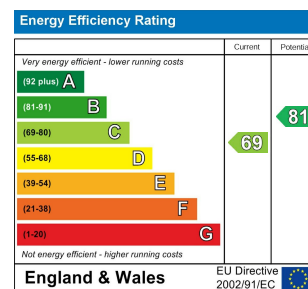 Energy Efficiency Rating
Current
Potentia
Very energy efficient - lower running costs
(92 plus) A
(81-91) B
(69-80) C
(55-68) D
(39-54) E
(21-38) F
(1-20) G
69
81
Not energy efficient - higher running costs
England & Wales
EU Directive
2002/91/EC